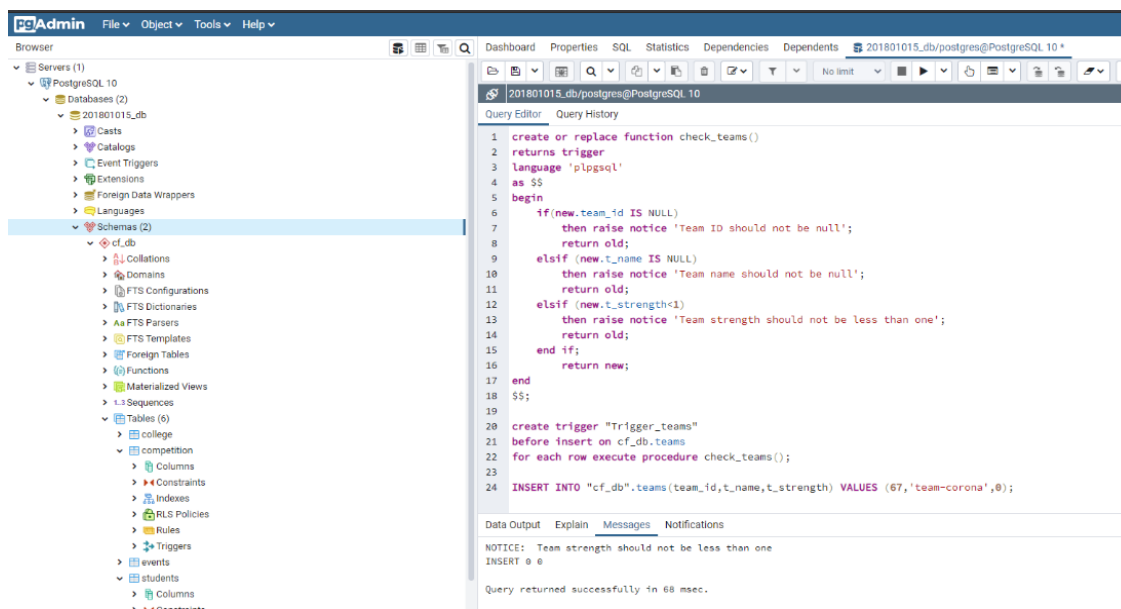 pgAdmin File Object Tools Help
Browser
Servers (1)
PostgreSQL 10
Databases (2)
201801015_db
Casts
Catalogs
Event Triggers
Extensions
Foreign Data Wrappers
Languages
Schemas (2)
cf_db
Collations
Domains
FTS Configurations
FTS Dictionaries
FTS Parsers
FTS Templates
Foreign Tables
Functions
Materialized Views
Sequences
Tables (6)
college
competition
Columns
Constraints
Indexes
RLS Policies
Rules
Triggers
events
students
Columns
Constraints
Dashboard Properties SQL Statistics Dependencies Dependents 201801015_db/postgres@PostgreSQL 10 *
No limit
201801015_db/postgres@PostgreSQL 10
Query Editor Query History
1 create or replace function check_teams()
2 returns trigger
3 language 'plpgsql'
4 as $$
5 begin
6 if(new.team_id IS NULL)
7 then raise notice 'Team ID should not be null';
8 return old;
9 elsif (new.t_name IS NULL)
10 then raise notice 'Team name should not be null';
11 return old;
12 elsif (new.t_strength<1)
13 then raise notice 'Team strength should not be less than one';
14 return old;
15 end if;
16 return new;
17 end
18 $$;
19
20 create trigger "Trigger_teams"
21 before insert on cf_db.teams
22 for each row execute procedure check_teams();
23
24 INSERT INTO "cf_db".teams(team_id,t_name,t_strength) VALUES (67,'team-corona',0);
Data Output Explain Messages Notifications
NOTICE: Team strength should not be less than one
INSERT 0 0
Query returned successfully in 68 msec.